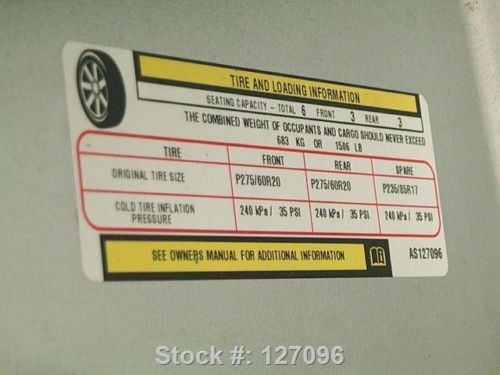 TIRE AND LOADING INFORMATION
SEATING CAPACITY - TOTAL 6 FRONT 3 REAR 3
THE COMBINED WEIGHT OF OCCUPANTS AND CARGO SHOULD NEVER EXCEED
683 KG OR 1506 LB
TIRE FRONT REAR SPARE
ORIGINAL TIRE SIZE P275/60R20 P275/60R20 P235/85R17
COLD TIRE INFLATION
PRESSURE 240 kPa / 35 PSI 240 kPa / 35 PSI 240 kPa / 35 PSI
SEE OWNERS MANUAL FOR ADDITIONAL INFORMATION AS127096
Stock #: 127096